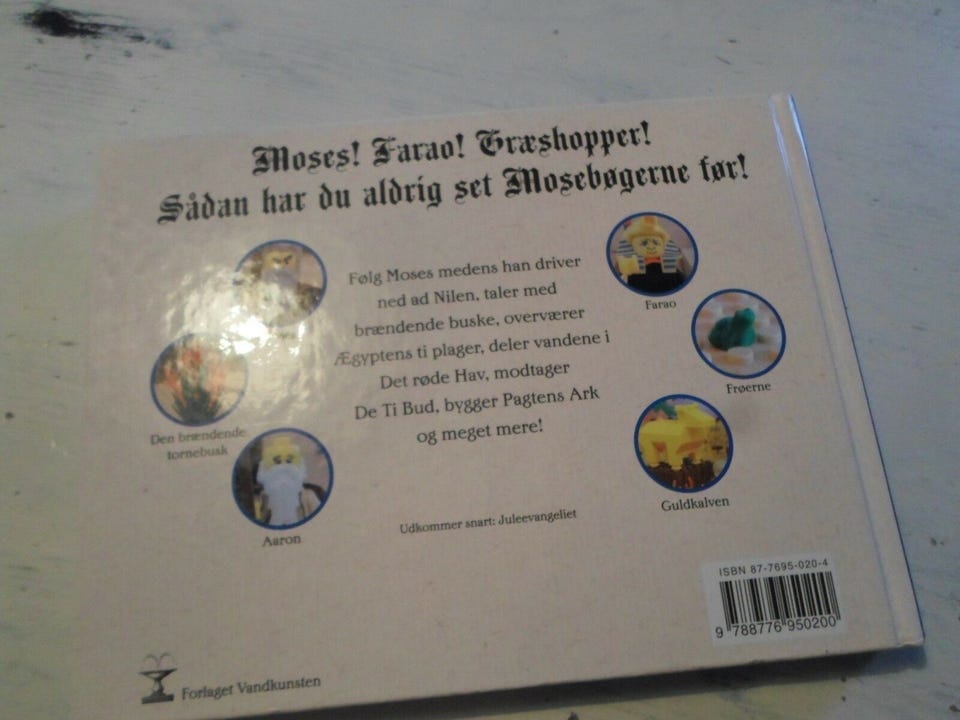 Moses! Farao! Græshopper!
Sådan har du aldrig set Mosebøgerne før!
Følg Moses medens han driver
ned ad Nilen, taler med
brændende buske, overværer
Ægyptens ti plager, deler vandene i
Det røde Hav, modtager
De Ti Bud, bygger Pagtens Ark
og meget mere!
Den brændende
tornebusk
Aaron
Farao
Frøerne
Guldkalven
Udkommer snart: Juleevangeliet
ISBN 87-7695-020-4
9 788776 950200
Forlaget Vandkunsten